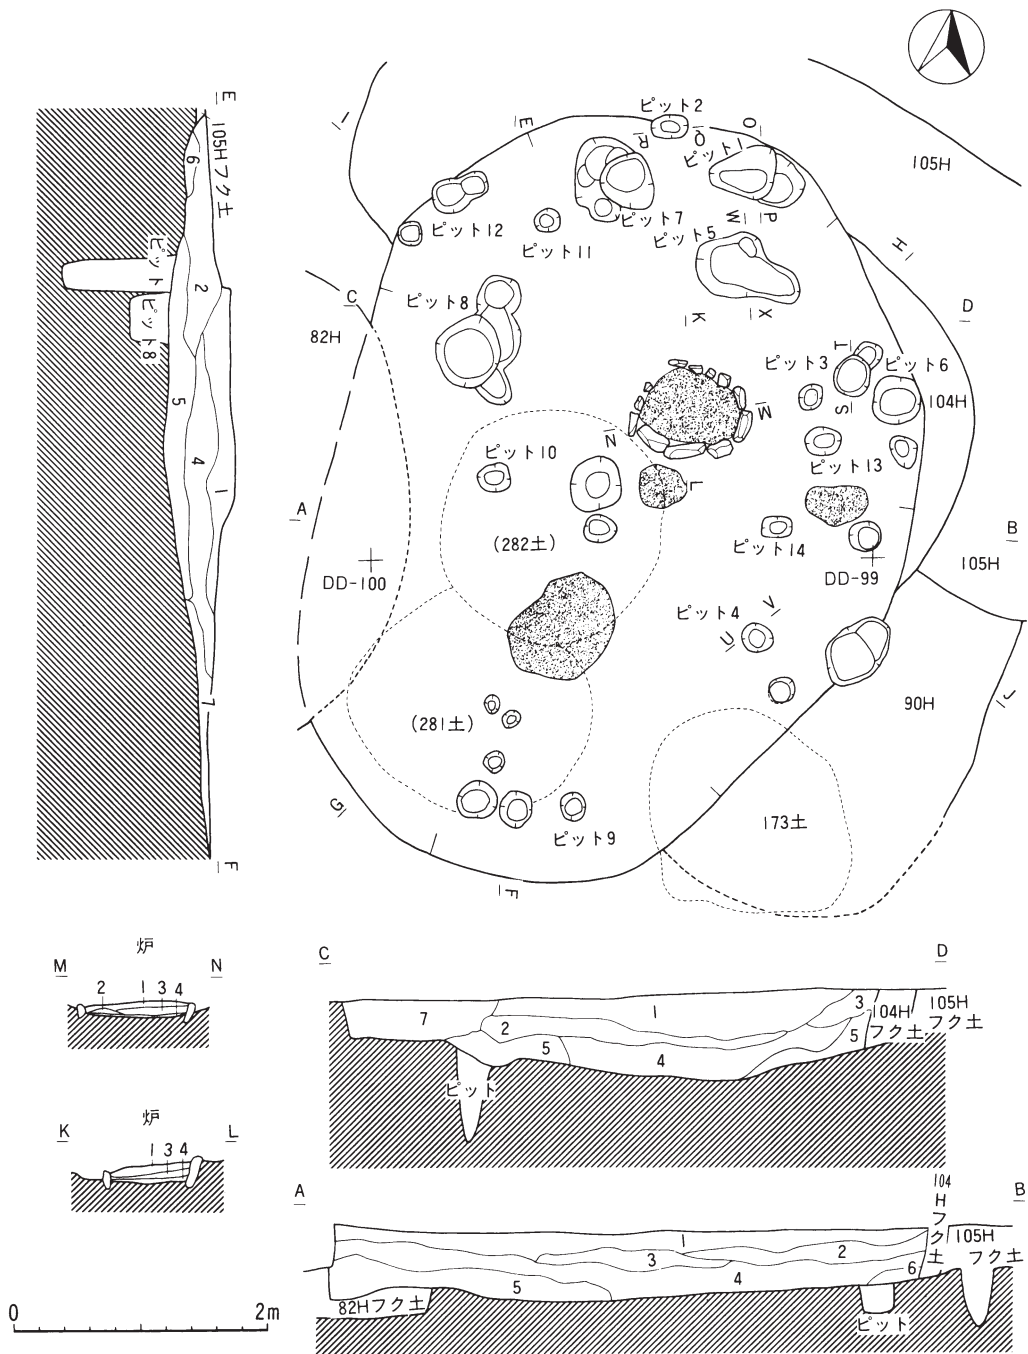 E
105Hフク土
6
ピット
ピット8
2
5
4
1
7
F
I
E
ピット2
R
Q
O
ピット1
105H
ピット12
ピット11
ピット7
ピット5
W
P
H
C
82H
ピット8
K
X
D
ピット3
T
ピット6
S
104H
M
N
L
ピット10
ピット13
A
(282土)
ピット14
B
DD-100
DD-99
105H
ピット4
V
U
(281土)
90H
J
G
ピット9
173土
F
炉
M
N
2 1 3 4
炉
K
L
1 3 4
C
D
7
2
1
3
104H
フク土
105H
フク土
5
4
5
ピット
A
B
104Hフク土
105H
フク土
1
3
2
5
4
6
82Hフク土
ピット
0
2m